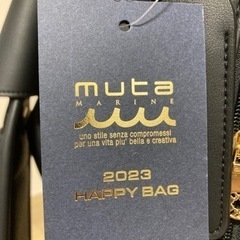 muta
MARINE
uno stile senza compromessi
per una vita piu' bella e creativa
2023
HAPPY BAG